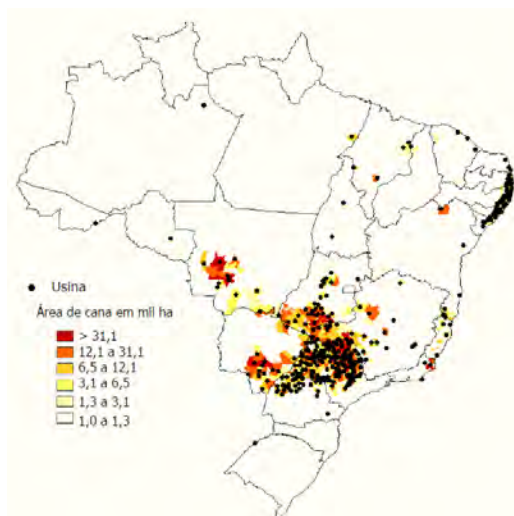 Usina
Área de cana em mil ha
> 31,1
12,1 a 31,1
6,5 a 12,1
3,1 a 6,5
1,3 a 3,1
1,0 a 1,3